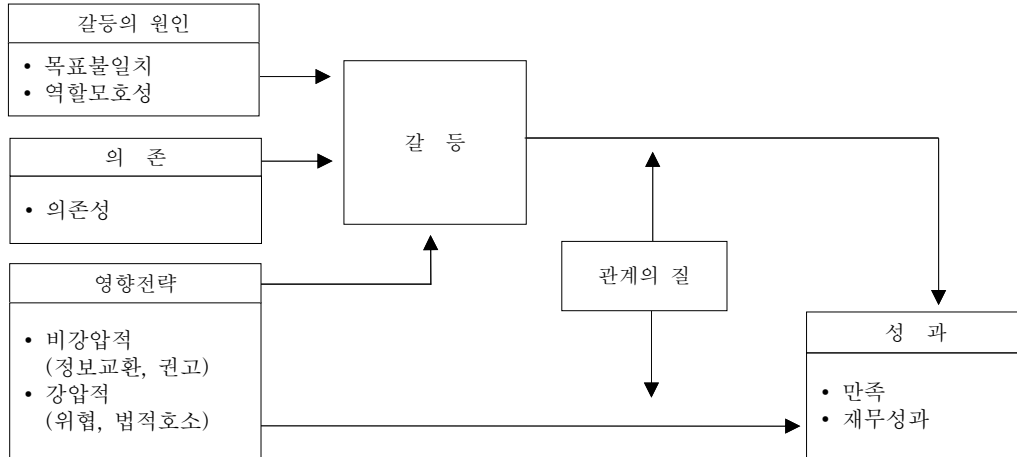 갈등의 원인
• 목표불일치
• 역할모호성
의 존
• 의존성
영향전략
• 비강압적
(정보교환, 권고)
• 강압적
(위협, 법적호소)
갈 등
관계의 질
성 과
• 만족
• 재무성과